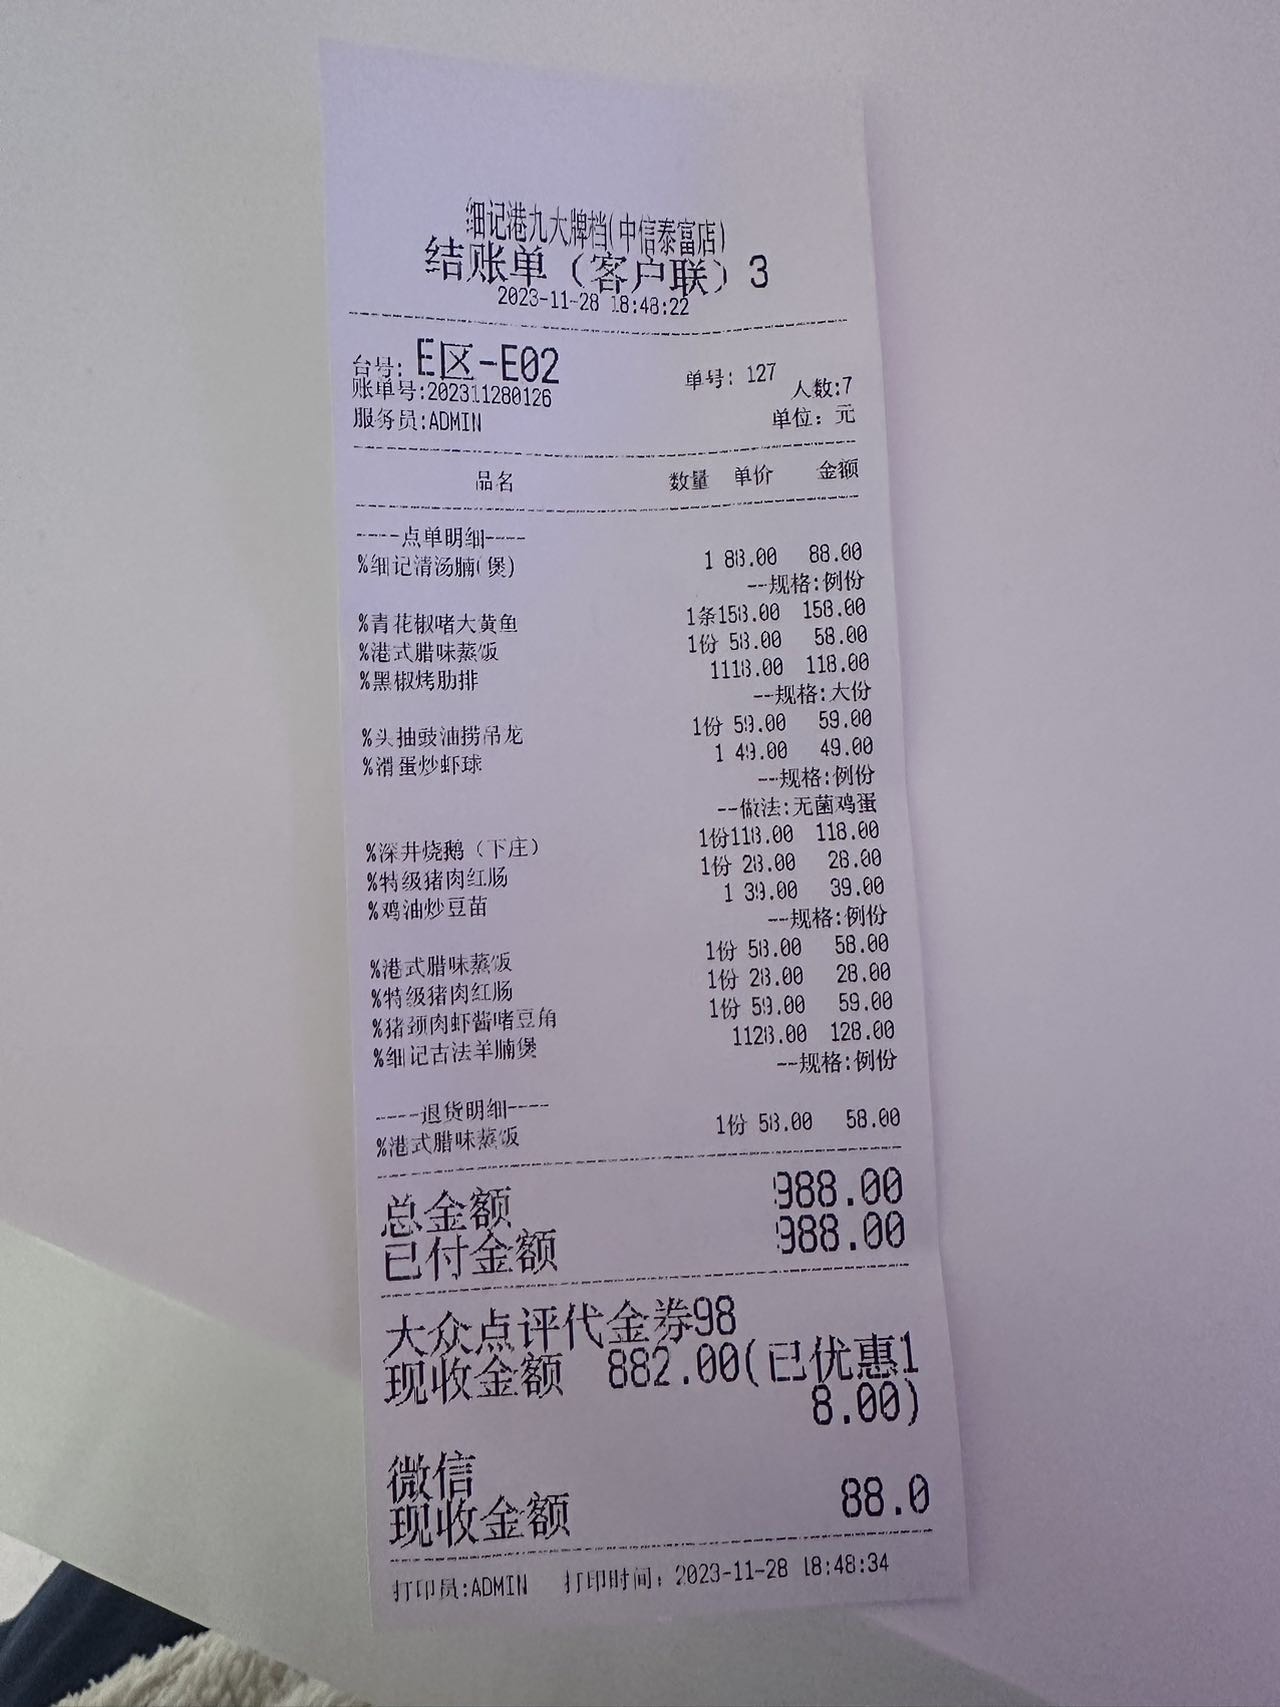 细记港九大牌档(中信泰富店)
结账单（客户联）3
2023-11-28 18:48:22
台号: E区-E02 单号: 127
账单号:202311280126 人数:7
服务员:ADMIN 单位: 元
品名 数量 单价 金额
----点单明细----
%细记清汤腩(煲) 1 88.00 88.00
--规格:例份
%青花椒啫大黄鱼 1条158.00 158.00
%港式腊味蒸饭 1份 58.00 58.00
%黑椒烤肋排 1118.00 118.00
--规格:大份
%头抽豉油捞吊龙 1份 59.00 59.00
%滑蛋炒虾球 1 49.00 49.00
--规格:例份
--做法:无菌鸡蛋
%深井烧鹅（下庄） 1份118.00 118.00
%特级猪肉红肠 1份 28.00 28.00
%鸡油炒豆苗 1 39.00 39.00
--规格:例份
%港式腊味蒸饭 1份 58.00 58.00
%特级猪肉红肠 1份 28.00 28.00
%猪颈肉虾酱啫豆角 1份 59.00 59.00
%细记古法羊腩煲 1128.00 128.00
--规格:例份
----退货明细----
%港式腊味蒸饭 1份 58.00 58.00
总金额 988.00
已付金额 988.00
大众点评代金券98
现收金额 882.00(已优惠1
8.00)
微信
现收金额 88.0
打印员:ADMIN 打印时间: 2023-11-28 18:48:34